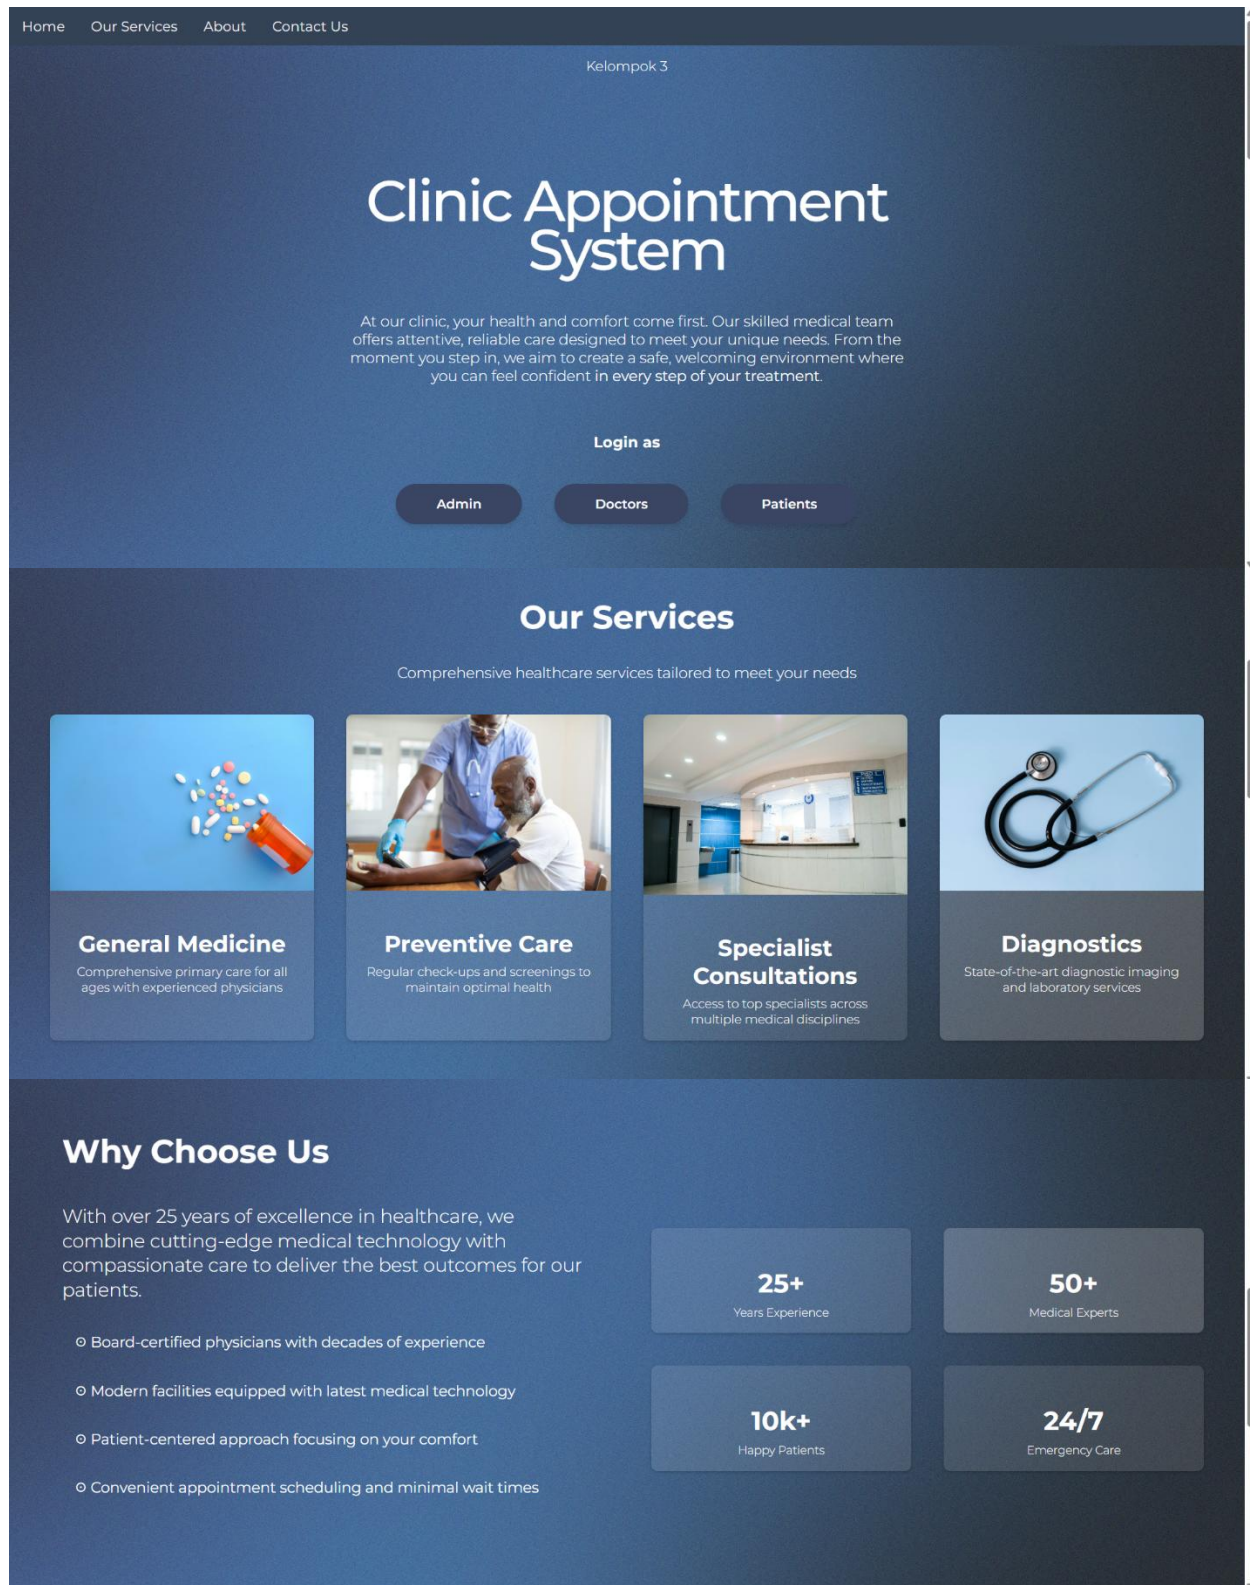 Home Our Services About Contact Us
Kelompok 3
Clinic Appointment
System
At our clinic, your health and comfort come first. Our skilled medical team
offers attentive, reliable care designed to meet your unique needs. From the
moment you step in, we aim to create a safe, welcoming environment where
you can feel confident in every step of your treatment.
Login as
Admin Doctors Patients
Our Services
Comprehensive healthcare services tailored to meet your needs
General Medicine
Comprehensive primary care for all
ages with experienced physicians
Preventive Care
Regular check-ups and screenings to
maintain optimal health
Specialist
Consultations
Access to top specialists across
multiple medical disciplines
Diagnostics
State-of-the-art diagnostic imaging
and laboratory services
Why Choose Us
With over 25 years of excellence in healthcare, we
combine cutting-edge medical technology with
compassionate care to deliver the best outcomes for our
patients.
⊙ Board-certified physicians with decades of experience
⊙ Modern facilities equipped with latest medical technology
⊙ Patient-centered approach focusing on your comfort
⊙ Convenient appointment scheduling and minimal wait times
25+
Years Experience
50+
Medical Experts
10k+
Happy Patients
24/7
Emergency Care